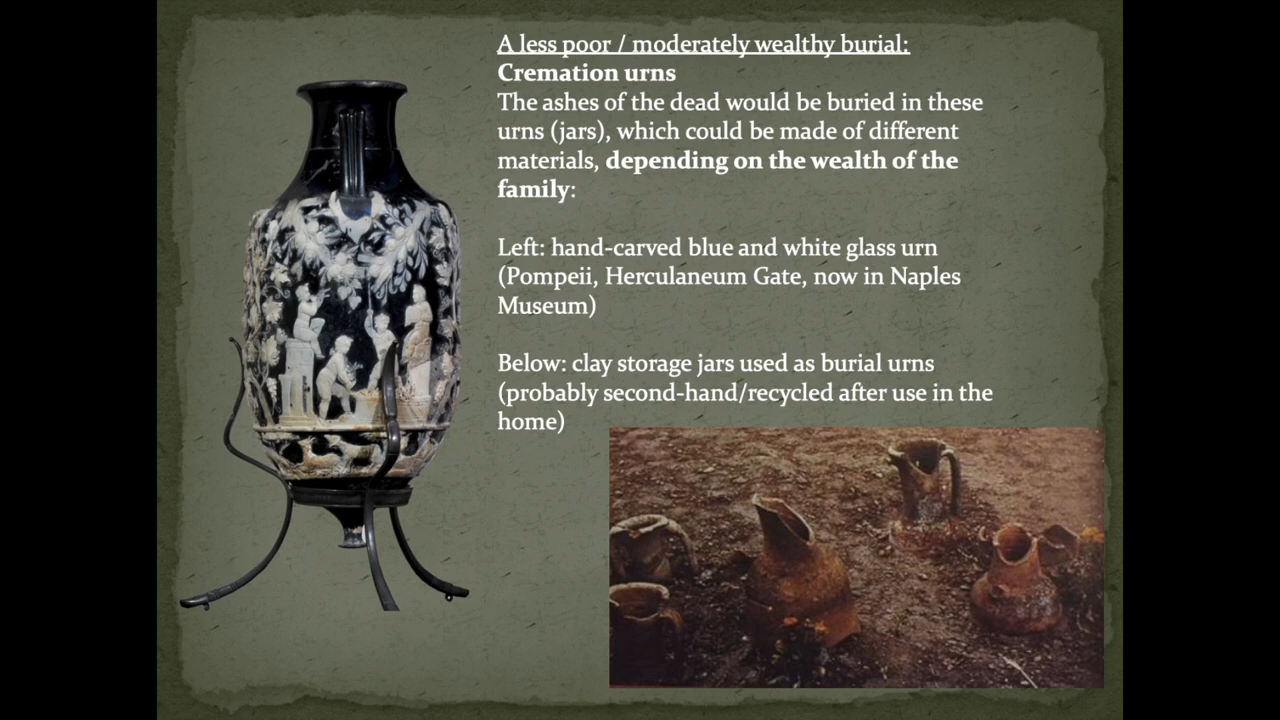 A less poor / moderately wealthy burial:
Cremation urns
The ashes of the dead would be buried in these
urns (jars), which could be made of different
materials, depending on the wealth of the
family:
Left: hand-carved blue and white glass urn
(Pompeii, Herculaneum Gate, now in Naples
Museum)
Below: clay storage jars used as burial urns
(probably second-hand/recycled after use in the
home)